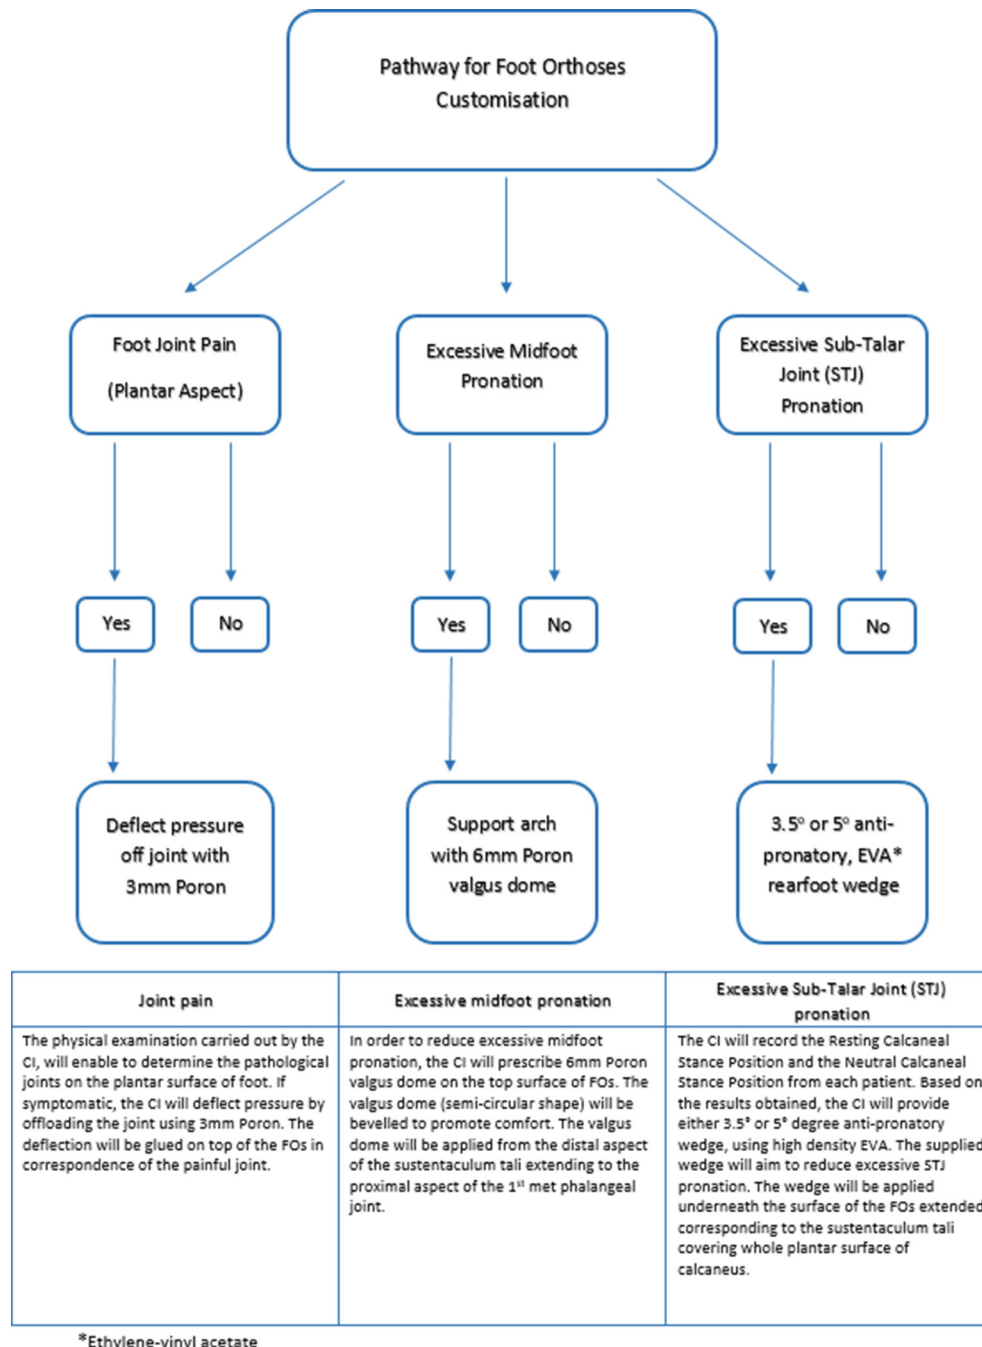 Pathway for Foot Orthoses
Customisation
Foot Joint Pain
(Plantar Aspect)
Excessive Midfoot
Pronation
Excessive Sub-Talar
Joint (STJ)
Pronation
Yes
No
Yes
No
Yes
No
Deflect pressure
off joint with
3mm Poron
Support arch
with 6mm Poron
valgus dome
3.5° or 5° anti-
pronatory, EVA*
rearfoot wedge
Joint pain
The physical examination carried out by the
CI, will enable to determine the pathological
joints on the plantar surface of foot. If
symptomatic, the CI will deflect pressure by
offloading the joint using 3mm Poron. The
deflection will be glued on top of the FOs in
correspondence of the painful joint.
Excessive midfoot pronation
In order to reduce excessive midfoot
pronation, the CI will prescribe 6mm Poron
valgus dome on the top surface of FOs. The
valgus dome (semi-circular shape) will be
bevelled to promote comfort. The valgus
dome will be applied from the distal aspect
of the sustentaculum tali extending to the
proximal aspect of the 1st met phalangeal
joint.
Excessive Sub-Talar Joint (STJ)
pronation
The CI will record the Resting Calcaneal
Stance Position and the Neutral Calcaneal
Stance Position from each patient. Based on
the results obtained, the CI will provide
either 3.5° or 5° degree anti-pronatory
wedge, using high density EVA. The supplied
wedge will aim to reduce excessive STJ
pronation. The wedge will be applied
underneath the surface of the FOs extended
corresponding to the sustentaculum tali
covering whole plantar surface of
calcaneus.
*Ethylene-vinyl acetate